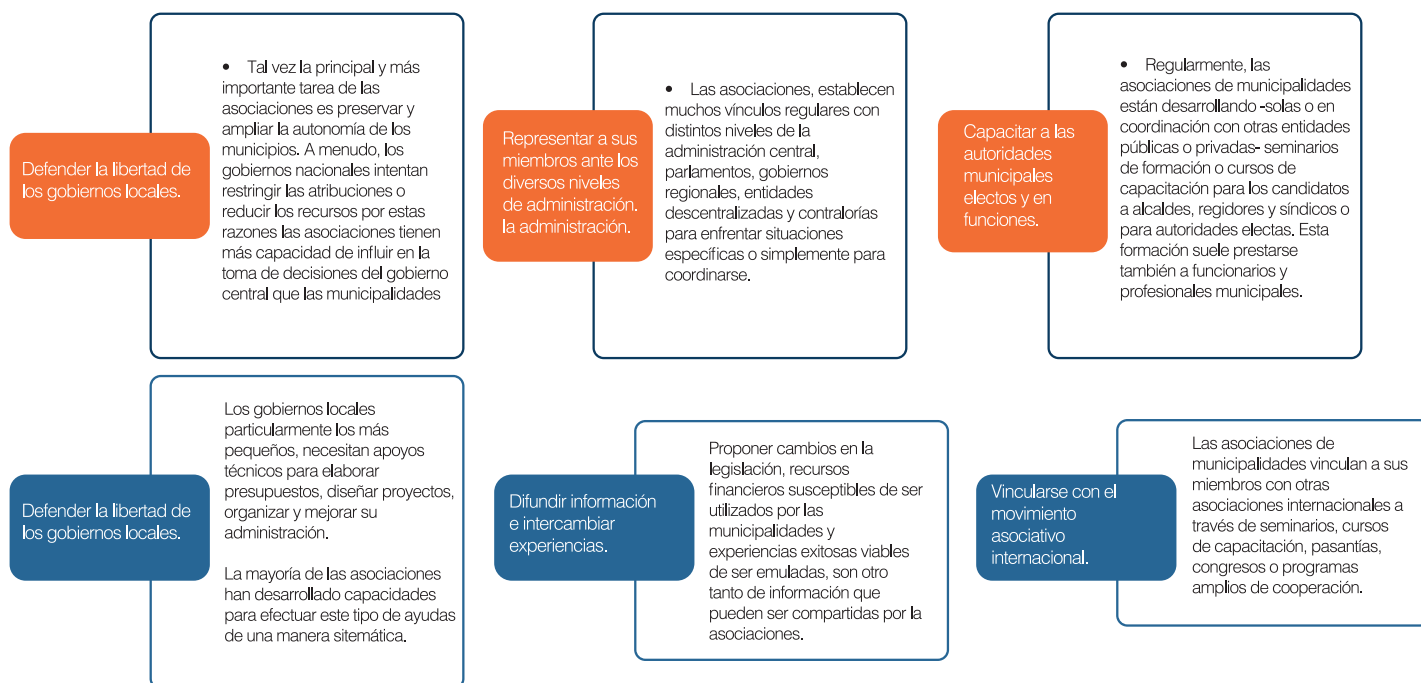 Defender la libertad de
los gobiernos locales.
• Tal vez la principal y más
importante tarea de las
asociaciones es preservar y
ampliar la autonomía de los
municipios. A menudo, los
gobiernos nacionales intentan
restringir las atribuciones o
reducir los recursos por estas
razones las asociaciones tienen
más capacidad de influir en la
toma de decisiones del gobierno
central que las municipalidades
Representar a sus
miembros ante los
diversos niveles
de administración.
la administración.
• Las asociaciones, establecen
muchos vínculos regulares con
distintos niveles de la
administración central,
parlamentos, gobiernos
regionales, entidades
descentralizadas y contralorías
para enfrentar situaciones
específicas o simplemente para
coordinarse.
Capacitar a las
autoridades
municipales
electos y en
funciones.
• Regularmente, las
asociaciones de municipalidades
están desarrollando -solas o en
coordinación con otras entidades
públicas o privadas- seminarios
de formación o cursos de
capacitación para los candidatos
a alcaldes, regidores y síndicos o
para autoridades electas. Esta
formación suele prestarse
también a funcionarios y
profesionales municipales.
Defender la libertad de
los gobiernos locales.
Los gobiernos locales
particularmente los más
pequeños, necesitan apoyos
técnicos para elaborar
presupuestos, diseñar proyectos,
organizar y mejorar su
administración.
La mayoría de las asociaciones
han desarrollado capacidades
para efectuar este tipo de ayudas
de una manera sitemática.
Difundir información
e intercambiar
experiencias.
Proponer cambios en la
legislación, recursos
financieros susceptibles de ser
utilizados por las
municipalidades y
experiencias exitosas viables
de ser emuladas, son otro
tanto de información que
pueden ser compartidas por la
asociaciones.
Vincularse con el
movimiento
asociativo
internacional.
Las asociaciones de
municipalidades vinculan a sus
miembros con otras
asociaciones internacionales a
través de seminarios, cursos
de capacitación, pasantías,
congresos o programas
amplios de cooperación.